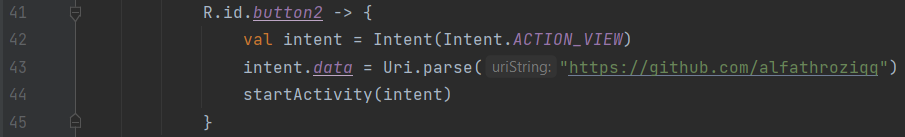 41 R.id.button2 -> {
42 val intent = Intent(Intent.ACTION_VIEW)
43 intent.data = Uri.parse( uriString: "https://github.com/alfathroziqq")
44 startActivity(intent)
45 }